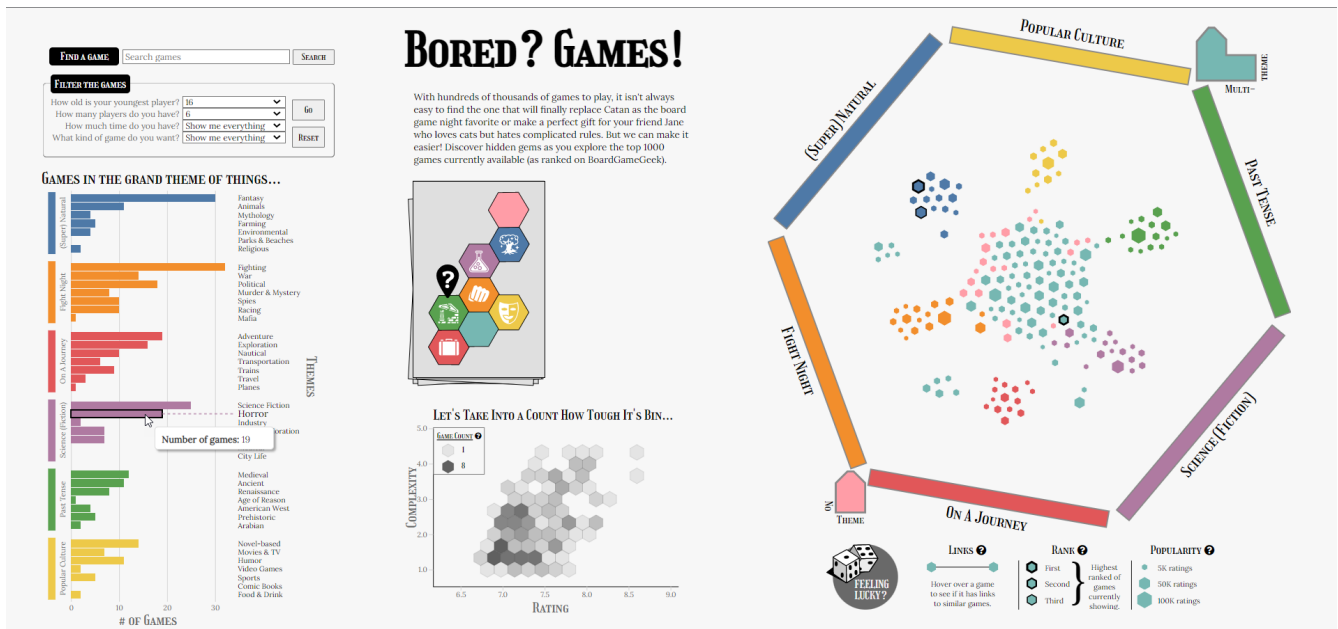 FIND A GAME
Search games
SEARCH
FILTER THE GAMES
How old is your youngest player? 16
How many players do you have? 6
How much time do you have? Show me everything
What kind of game do you want? Show me everything
GO
RESET
GAMES IN THE GRAND THEME OF THINGS...
(Super) Natural
Fantasy
Animals
Mythology
Farming
Environmental
Parks & Beaches
Religious
Fight Night
Fighting
War
Political
Murder & Mystery
Spies
Racing
Mafia
On A Journey
Adventure
Exploration
Nautical
Transportation
Trains
Travel
Planes
THEMES
Science (Fiction)
Science Fiction
Horror
Industry
Number of games: 19
City Life
Past Tense
Medieval
Ancient
Renaissance
Age of Reason
American West
Prehistoric
Arabian
Popular Culture
Novel-based
Movies & TV
Humor
Video Games
Sports
Comic Books
Food & Drink
0 10 20 30
# OF GAMES
BORED? GAMES!
With hundreds of thousands of games to play, it isn't always
easy to find the one that will finally replace Catan as the board
game night favorite or make a perfect gift for your friend Jane
who loves cats but hates complicated rules. But we can make it
easier! Discover hidden gems as you explore the top 1000
games currently available (as ranked on BoardGameGeek).
?
LET'S TAKE INTO A COUNT HOW TOUGH IT'S BIN...
GAME COUNT ?
1
8
COMPLEXITY
5.0
4.0
3.0
2.0
1.0
6.5 7.0 7.5 8.0 8.5 9.0
RATING
POPULAR CULTURE
MULTI-
THEME
(SUPER) NATURAL
PAST TENSE
FIGHT NIGHT
SCIENCE (FICTION)
NO
THEME
ON A JOURNEY
FEELING
LUCKY?
LINKS ?
Hover over a game
to see if it has links
to similar games.
RANK ?
First
Second
Third
Highest
ranked of
games
currently
showing.
POPULARITY ?
5K ratings
50K ratings
100K ratings